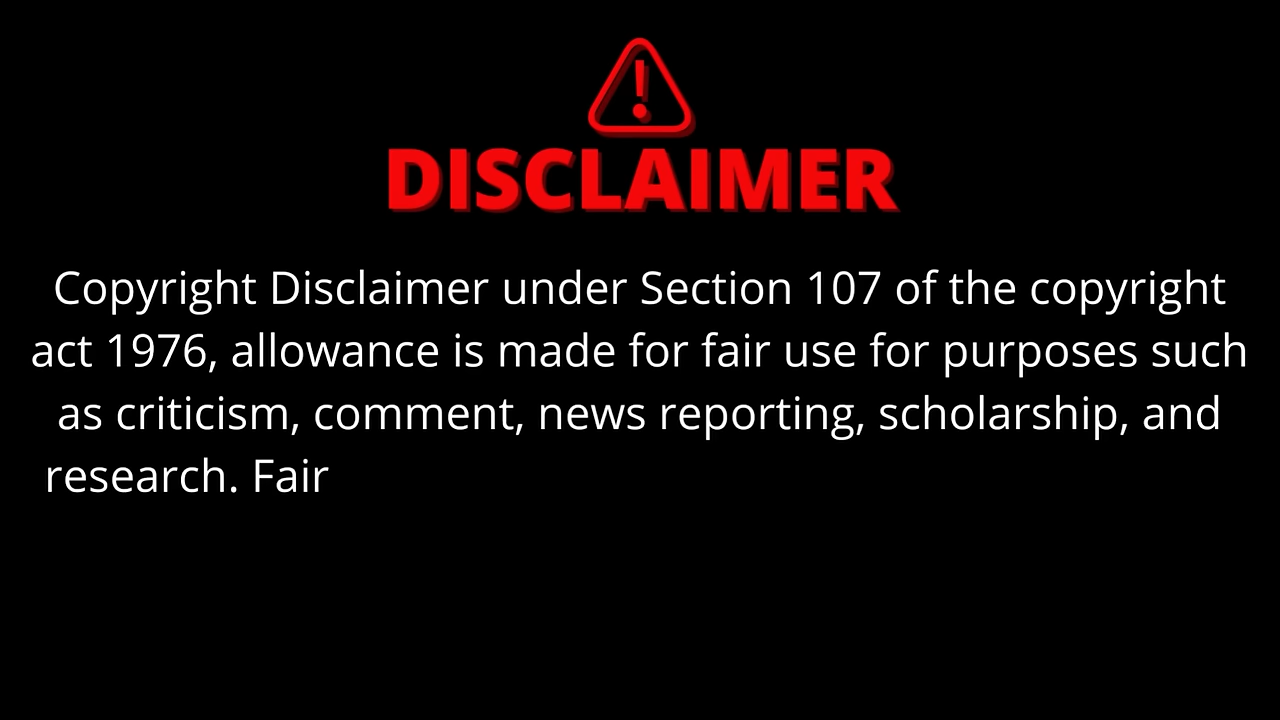 DISCLAIMER
Copyright Disclaimer under Section 107 of the copyright
act 1976, allowance is made for fair use for purposes such
as criticism, comment, news reporting, scholarship, and
research. Fair